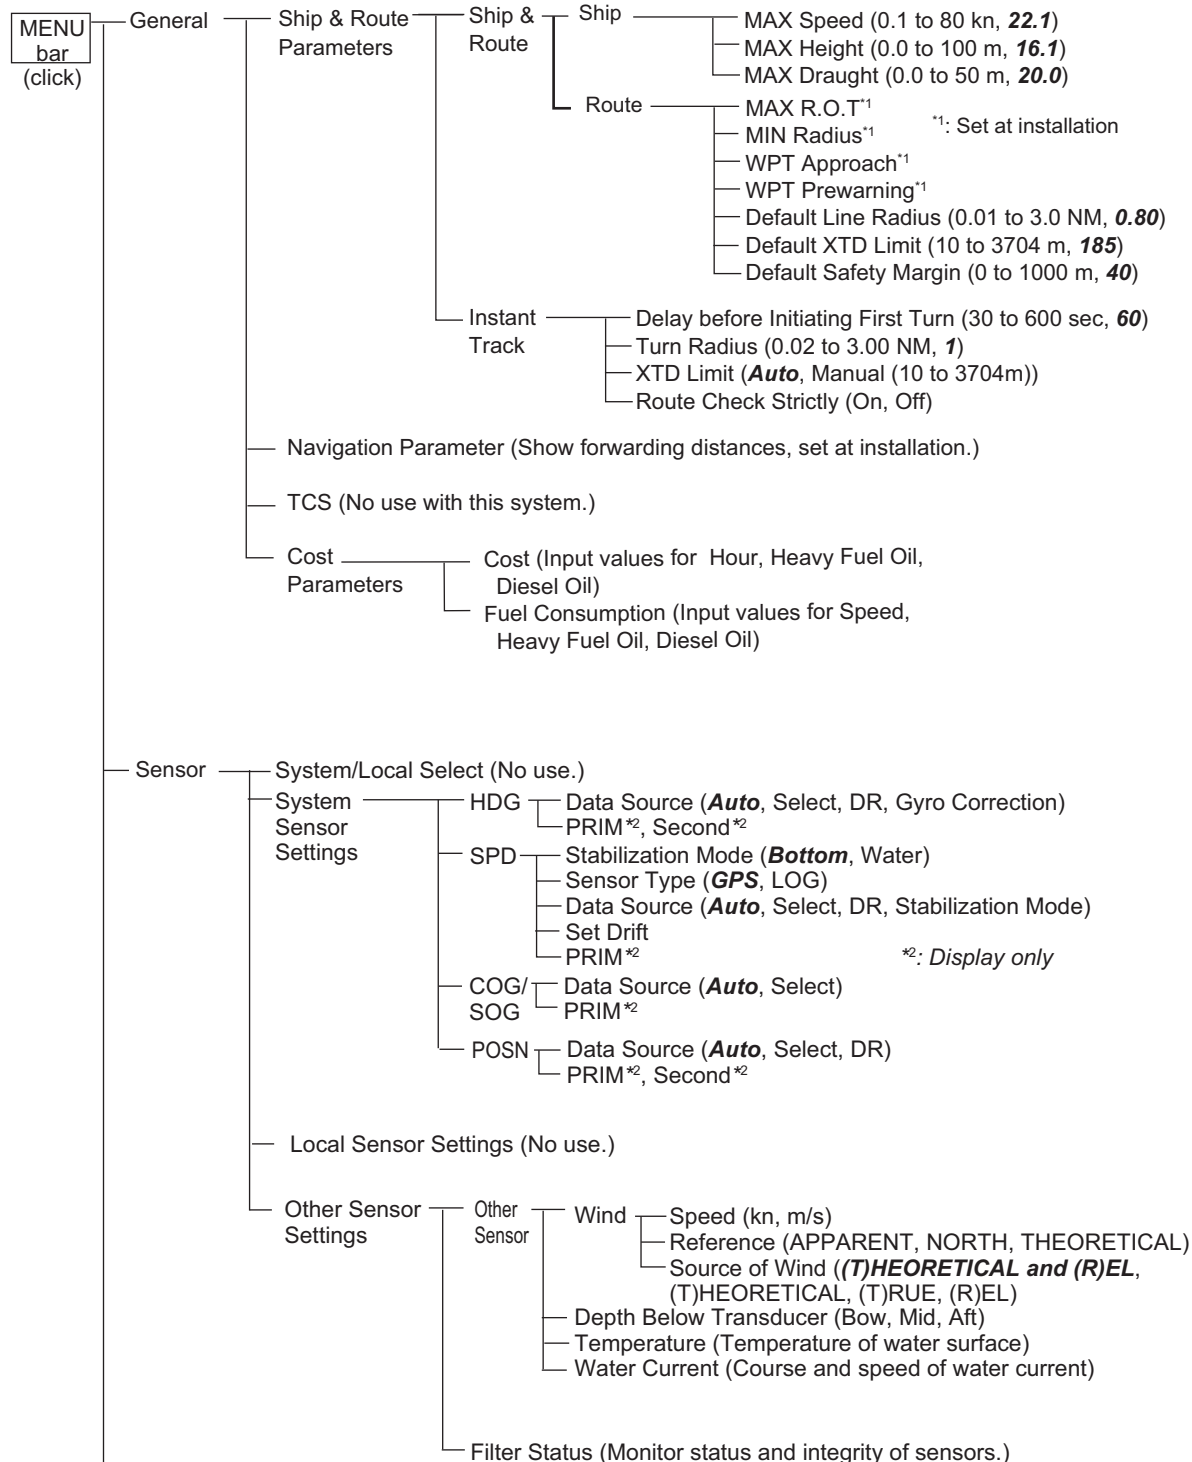 MENU
bar
(click)
General
Ship & Route
Parameters
Ship &
Route
Ship
MAX Speed (0.1 to 80 kn, 22.1)
MAX Height (0.0 to 100 m, 16.1)
MAX Draught (0.0 to 50 m, 20.0)
Route
MAX R.O.T*1
*1: Set at installation
MIN Radius*1
WPT Approach*1
WPT Prewarning*1
Default Line Radius (0.01 to 3.0 NM, 0.80)
Default XTD Limit (10 to 3704 m, 185)
Default Safety Margin (0 to 1000 m, 40)
Instant
Track
Delay before Initiating First Turn (30 to 600 sec, 60)
Turn Radius (0.02 to 3.00 NM, 1)
XTD Limit (Auto, Manual (10 to 3704m))
Route Check Strictly (On, Off)
Navigation Parameter (Show forwarding distances, set at installation.)
TCS (No use with this system.)
Cost
Parameters
Cost (Input values for Hour, Heavy Fuel Oil,
Diesel Oil)
Fuel Consumption (Input values for Speed,
Heavy Fuel Oil, Diesel Oil)
Sensor
System/Local Select (No use.)
System
Sensor
Settings
HDG
Data Source (Auto, Select, DR, Gyro Correction)
PRIM*2, Second*2
SPD
Stabilization Mode (Bottom, Water)
Sensor Type (GPS, LOG)
Data Source (Auto, Select, DR, Stabilization Mode)
Set Drift
PRIM*2
*2: Display only
COG/
SOG
Data Source (Auto, Select)
PRIM*2
POSN
Data Source (Auto, Select, DR)
PRIM*2, Second*2
Local Sensor Settings (No use.)
Other Sensor
Settings
Other
Sensor
Wind
Speed (kn, m/s)
Reference (APPARENT, NORTH, THEORETICAL)
Source of Wind ((T)HEORETICAL and (R)EL,
(T)HEORETICAL, (T)RUE, (R)EL)
Depth Below Transducer (Bow, Mid, Aft)
Temperature (Temperature of water surface)
Water Current (Course and speed of water current)
Filter Status (Monitor status and integrity of sensors.)